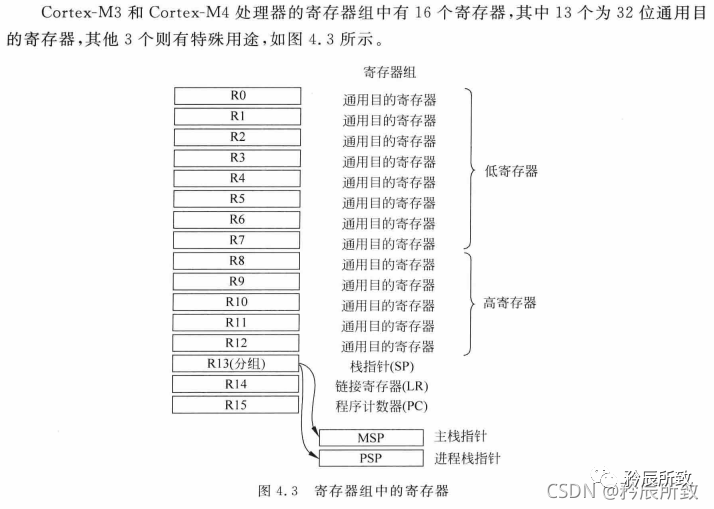 Cortex-M3 和 Cortex-M4 处理器的寄存器组中有 16 个寄存器,其中 13 个为 32 位通用目
的寄存器,其他 3 个则有特殊用途,如图 4.3 所示。
寄存器组
R0 通用目的寄存器
R1 通用目的寄存器
R2 通用目的寄存器
R3 通用目的寄存器
R4 通用目的寄存器
低寄存器
R5 通用目的寄存器
R6 通用目的寄存器
R7 通用目的寄存器
R8 通用目的寄存器
R9 通用目的寄存器
R10 通用目的寄存器
高寄存器
R11 通用目的寄存器
R12 通用目的寄存器
R13(分组) 栈指针(SP)
R14 链接寄存器(LR)
R15 程序计数器(PC)
MSP 主栈指针
PSP 进程栈指针
图 4.3 寄存器组中的寄存器
矜辰所致
CSDN @矜辰所致